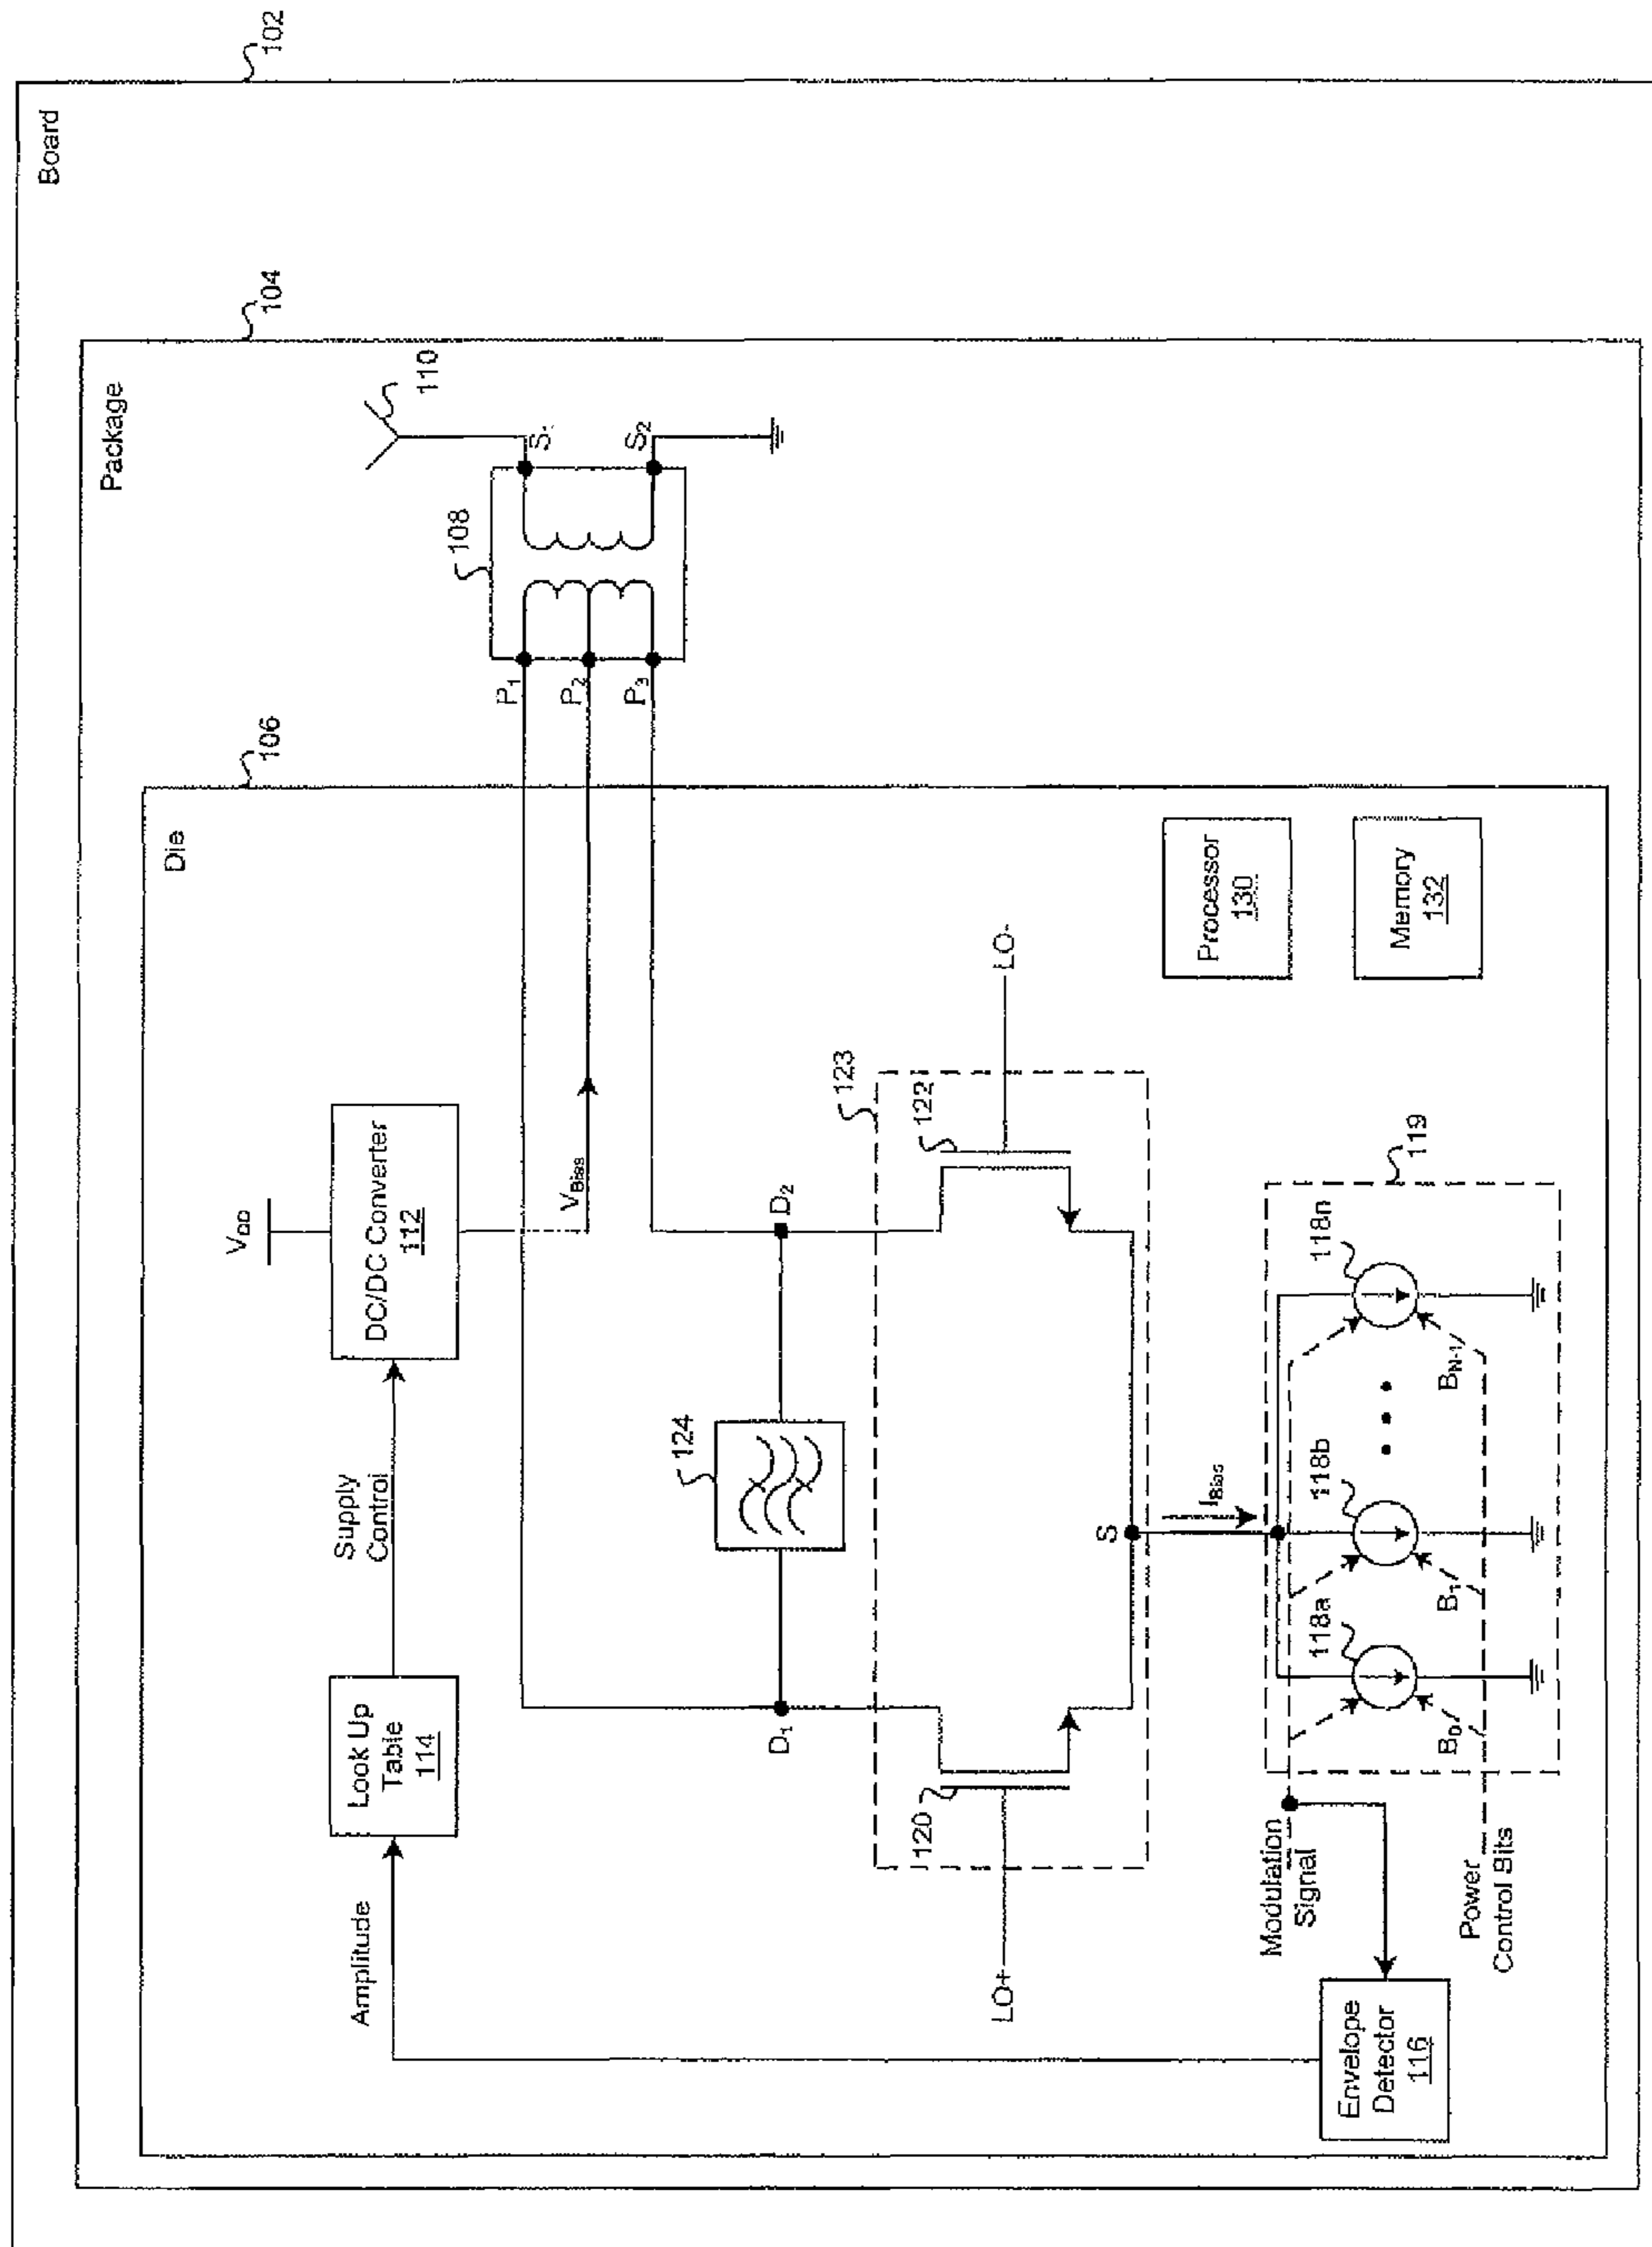 Board
102
Package
104
110
Die
106
108
S1
S2
P1
P2
P3
VDD
DC/DC Converter
112
VBias
Supply
Control
Look Up
Table
114
Amplitude
124
D1
D2
123
120
122
LO+
LO-
S
IBias
119
118a
118b
118n
B0
B1
BN-1
Modulation
Signal
Power
Control Bits
Envelope
Detector
116
Processor
130
Memory
132